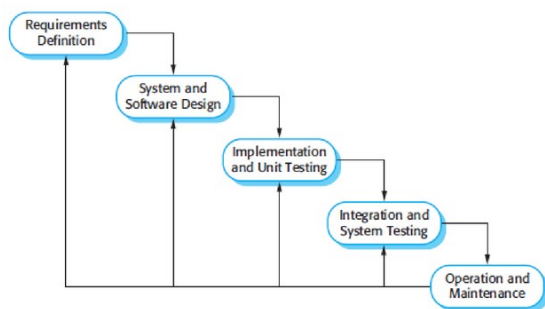 Requirements
Definition
System and
Software Design
Implementation
and Unit Testing
Integration and
System Testing
Operation and
Maintenance